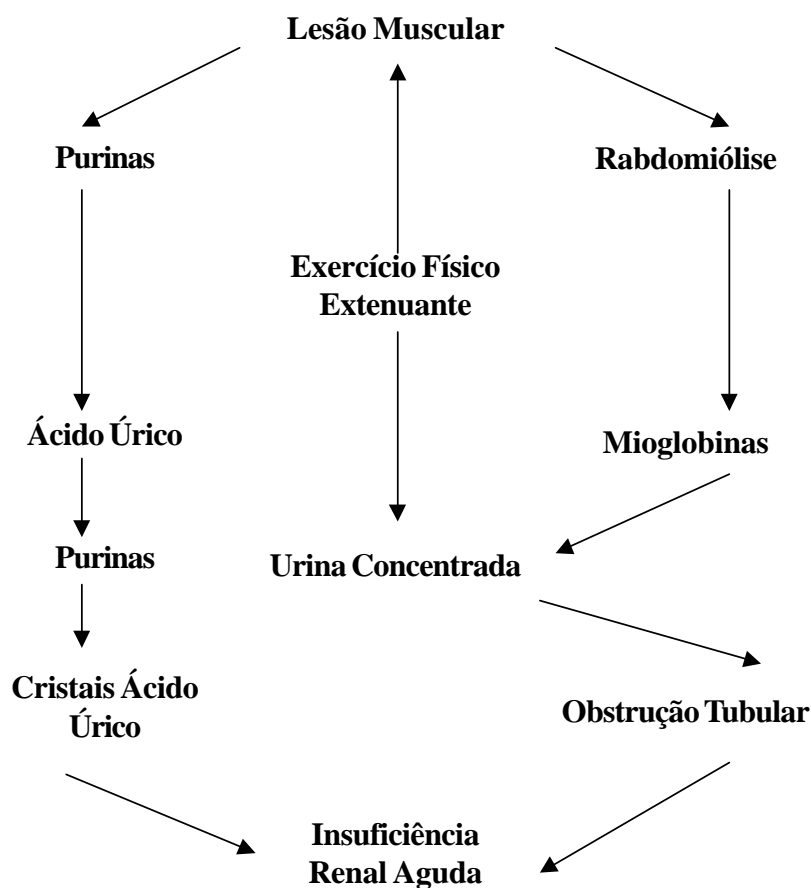 Lesão Muscular
Purinas
Rabdomiólise
Exercício Físico
Extenuante
Ácido Úrico
Mioglobinas
Purinas
Urina Concentrada
Cristais Ácido
Úrico
Obstrução Tubular
Insuficiência
Renal Aguda